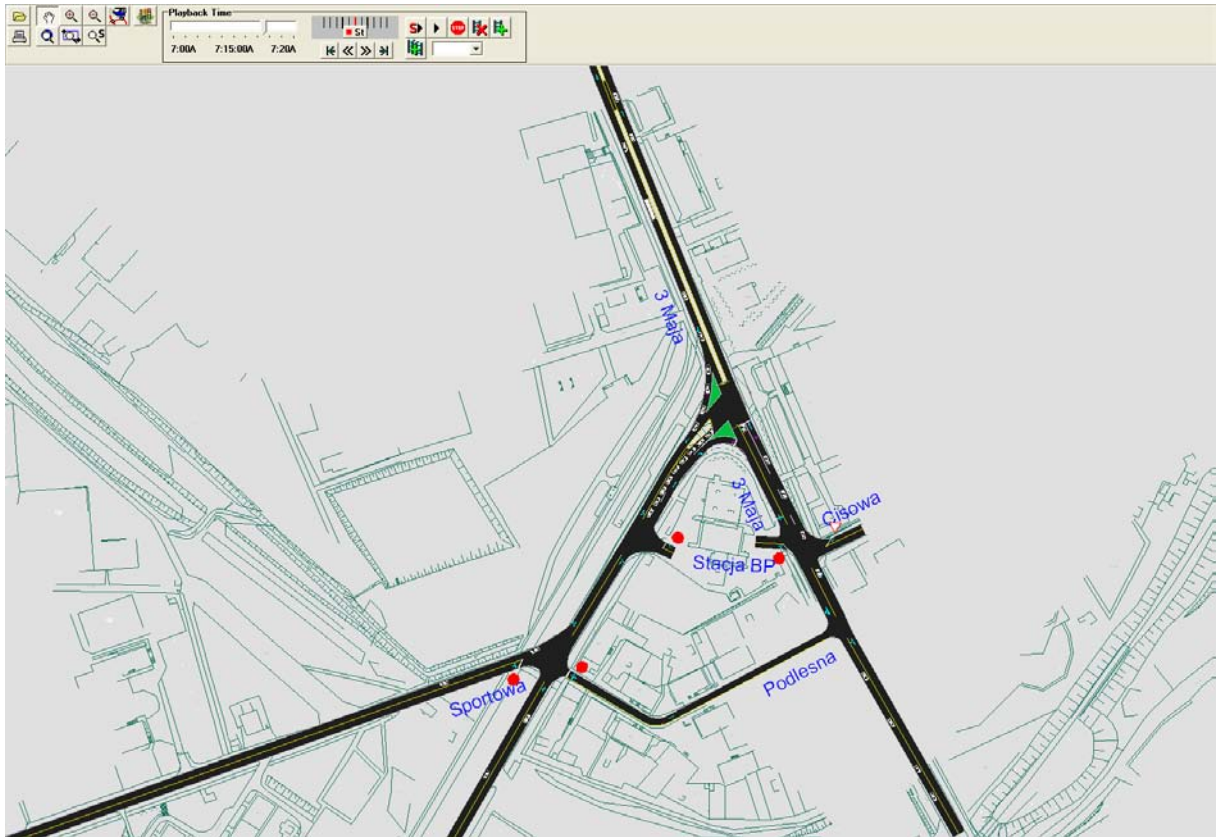 Playback Time
St
7:00A 7:15:00A 7:20A
S
STOP
S
3 Maja
3 Maja
Cisowa
Stacja BP
Podlesna
Sportowa